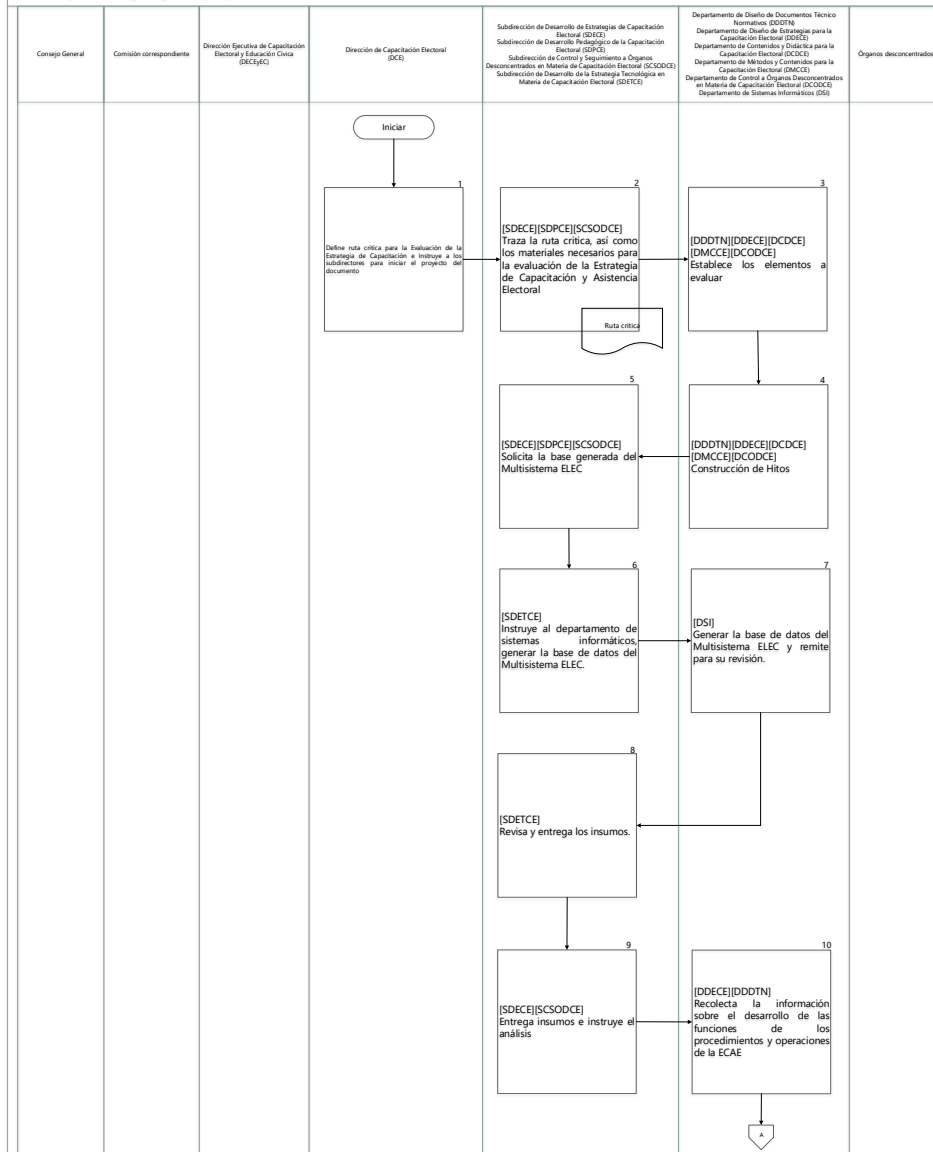 Consejo General
Comisión correspondiente
Dirección Ejecutiva de Capacitación
Electoral y Educación Cívica
(DECEyEC)
Dirección de Capacitación Electoral
(DCE)
Subdirección de Desarrollo de Estrategias de Capacitación
Electoral (SDECE)
Subdirección de Desarrollo Pedagógico de la Capacitación
Electoral (SDPCE)
Subdirección de Control y Seguimiento a Órganos
Desconcentrados en Materia de Capacitación Electoral (SCSODCE)
Subdirección de Desarrollo de la Estrategia Tecnológica en
Materia de Capacitación Electoral (SDETCE)
Departamento de Diseño de Documentos Técnico
Normativos (DDDTN)
Departamento de Diseño de Estrategias para la
Capacitación Electoral (DDECE)
Departamento de Contenidos y Didáctica para la
Capacitación Electoral (DCDCE)
Departamento de Métodos y Contenidos para la
Capacitación Electoral (DMCCE)
Departamento de Control a Órganos Desconcentrados
en Materia de Capacitación Electoral (DCODCE)
Departamento de Sistemas Informáticos (DSI)
Órganos desconcentrados
Iniciar
1
Define ruta critica para la Evaluación de la
Estrategia de Capacitación e Instruye a los
subdirectores para iniciar el proyecto del
documento
2
[SDECE][SDPCE][SCSODCE]
Traza la ruta critica, así como
los materiales necesarios para
la evaluación de la Estrategia
de Capacitación y Asistencia
Electoral
Ruta critica
3
[DDDTN][DDECE][DCDCE]
[DMCCE][DCODCE]
Establece los elementos a
evaluar
4
[DDDTN][DDECE][DCDCE]
[DMCCE][DCODCE]
Construcción de Hitos
5
[SDECE][SDPCE][SCSODCE]
Solicita la base generada del
Multisistema ELEC
6
[SDETCE]
Instruye al departamento de
sistemas informáticos,
generar la base de datos del
Multisistema ELEC.
7
[DSI]
Generar la base de datos del
Multisistema ELEC y remite
para su revisión.
8
[SDETCE]
Revisa y entrega los insumos.
9
[SDECE][SCSODCE]
Entrega insumos e instruye el
análisis
10
[DDECE][DDDTN]
Recolecta la información
sobre el desarrollo de las
funciones de los
procedimientos y operaciones
de la ECAE
A